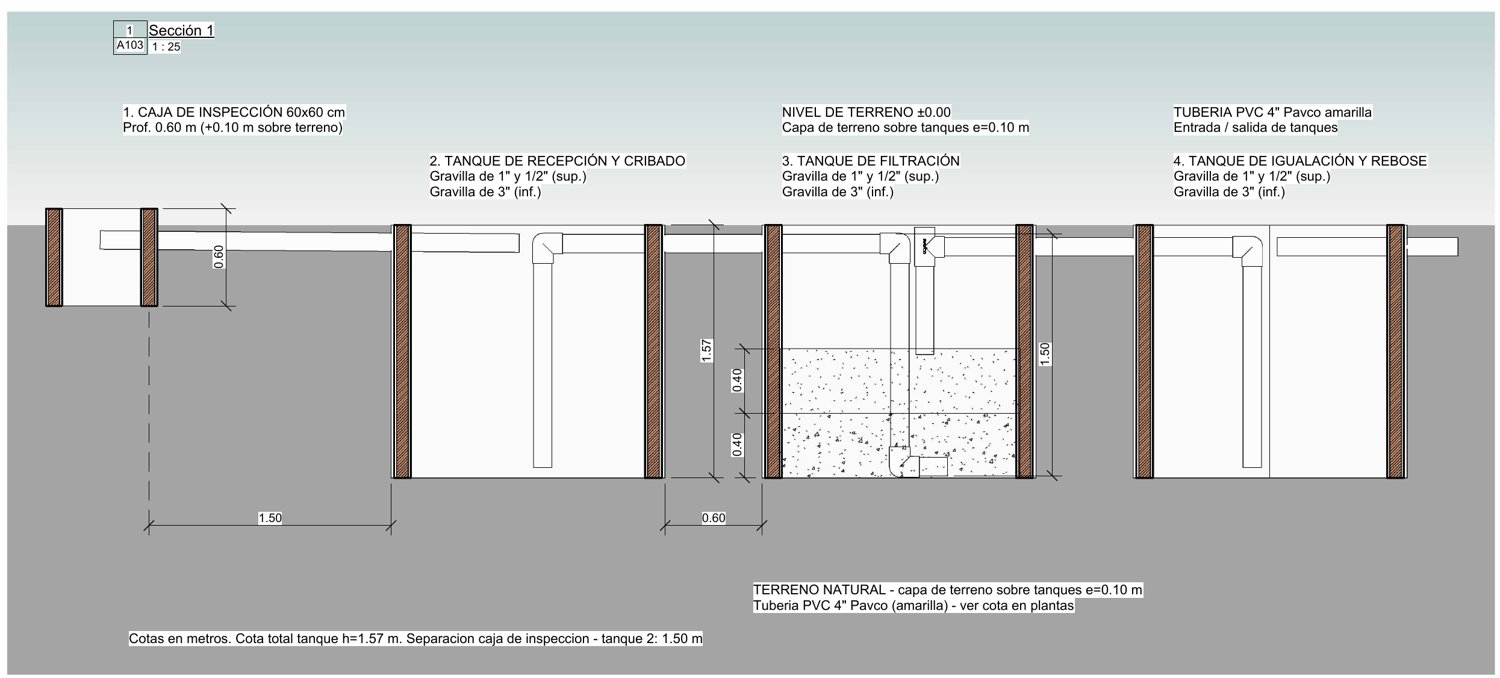 1 Sección 1
A103 1 : 25
1. CAJA DE INSPECCIÓN 60x60 cm
Prof. 0.60 m (+0.10 m sobre terreno)
NIVEL DE TERRENO ±0.00
Capa de terreno sobre tanques e=0.10 m
TUBERIA PVC 4" Pavco amarilla
Entrada / salida de tanques
2. TANQUE DE RECEPCIÓN Y CRIBADO
Gravilla de 1" y 1/2" (sup.)
Gravilla de 3" (inf.)
3. TANQUE DE FILTRACIÓN
Gravilla de 1" y 1/2" (sup.)
Gravilla de 3" (inf.)
4. TANQUE DE IGUALACIÓN Y REBOSE
Gravilla de 1" y 1/2" (sup.)
Gravilla de 3" (inf.)
0.60
1.57
0.40
0.40
1.50
1.50
0.60
TERRENO NATURAL - capa de terreno sobre tanques e=0.10 m
Tuberia PVC 4" Pavco (amarilla) - ver cota en plantas
Cotas en metros. Cota total tanque h=1.57 m. Separacion caja de inspeccion - tanque 2: 1.50 m